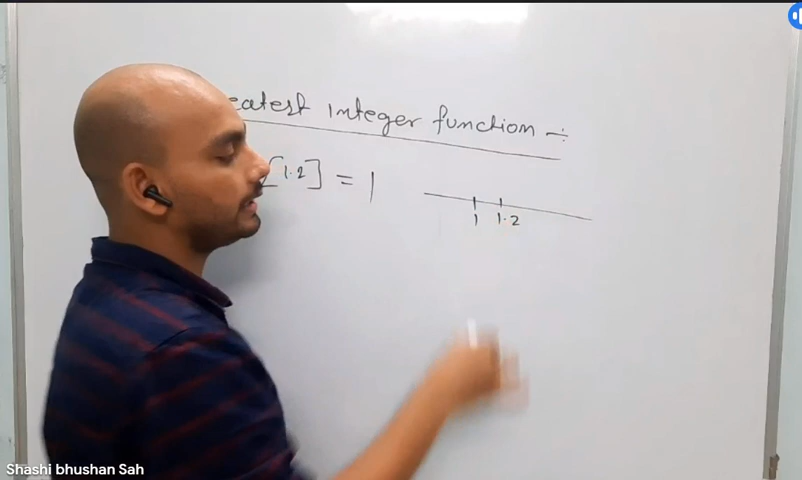 eatest integer function :-
[1.2] = 1
1 1.2
Shashi bhushan Sah